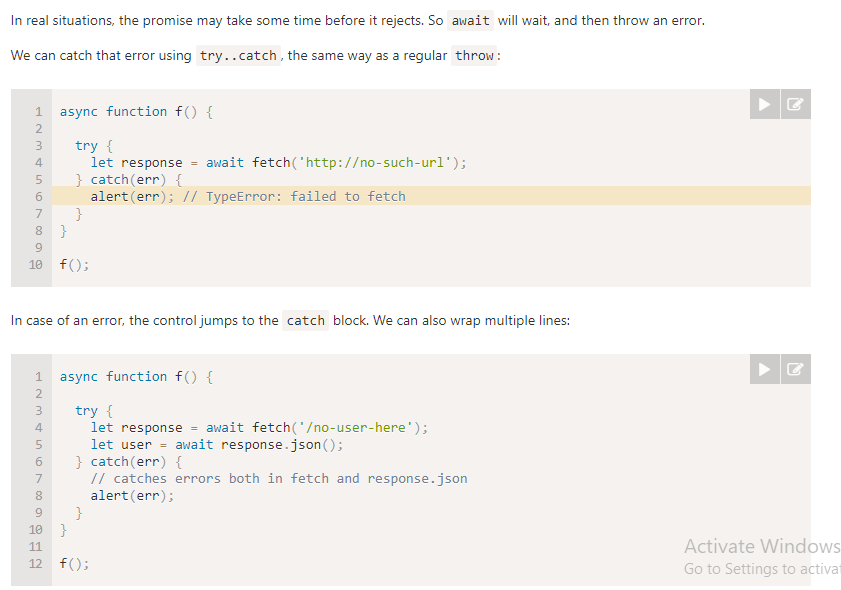 In real situations, the promise may take some time before it rejects. So await will wait, and then throw an error.
We can catch that error using try..catch, the same way as a regular throw:
1 async function f() {
2
3   try {
4     let response = await fetch('http://no-such-url');
5   } catch(err) {
6     alert(err); // TypeError: failed to fetch
7   }
8 }
9
10 f();
In case of an error, the control jumps to the catch block. We can also wrap multiple lines:
1 async function f() {
2
3   try {
4     let response = await fetch('/no-user-here');
5     let user = await response.json();
6   } catch(err) {
7     // catches errors both in fetch and response.json
8     alert(err);
9   }
10 }
11
12 f();
Activate Windows
Go to Settings to activat